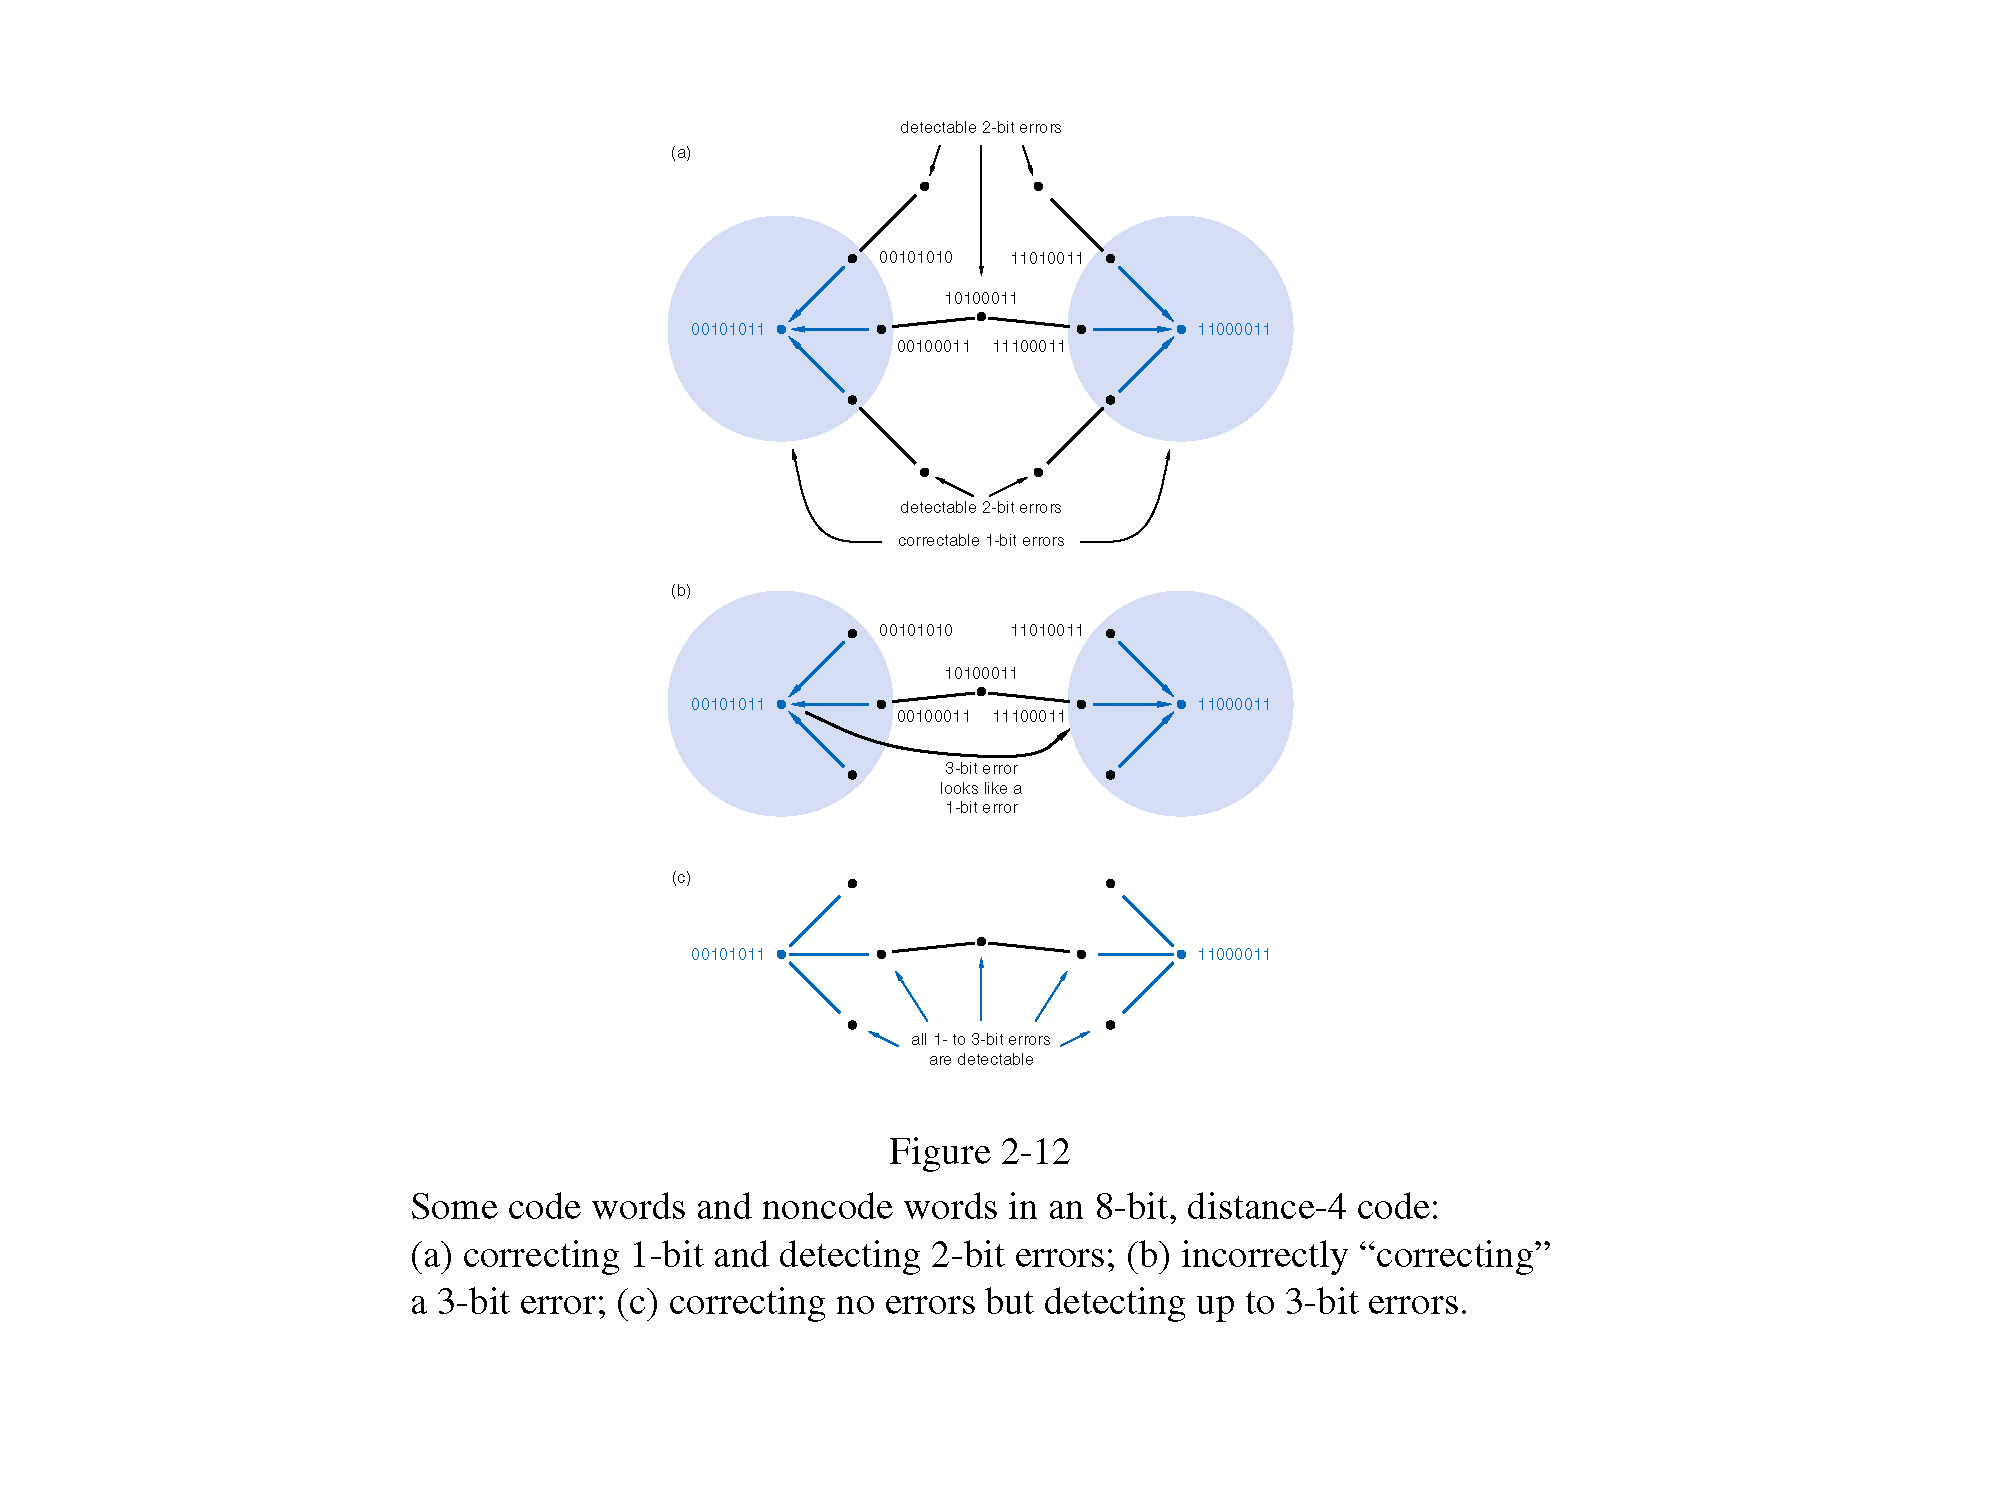 detectable 2-bit errors
(a)
00101010 11010011
10100011
00101011 11000011
00100011 11100011
detectable 2-bit errors
correctable 1-bit errors
(b)
00101010 11010011
10100011
00101011 11000011
00100011 11100011
3-bit error
looks like a
1-bit error
(c)
00101011 11000011
all 1- to 3-bit errors
are detectable
Figure 2-12
Some code words and noncode words in an 8-bit, distance-4 code:
(a) correcting 1-bit and detecting 2-bit errors; (b) incorrectly “correcting”
a 3-bit error; (c) correcting no errors but detecting up to 3-bit errors.